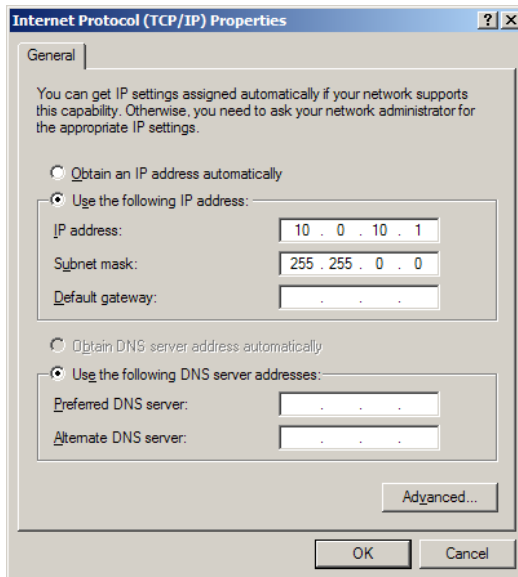 Internet Protocol (TCP/IP) Properties
General
You can get IP settings assigned automatically if your network supports
this capability. Otherwise, you need to ask your network administrator for
the appropriate IP settings.
Obtain an IP address automatically
Use the following IP address:
IP address: 10 . 0 . 10 . 1
Subnet mask: 255 . 255 . 0 . 0
Default gateway: . . .
Obtain DNS server address automatically
Use the following DNS server addresses:
Preferred DNS server: . . .
Alternate DNS server: . . .
Advanced...
OK Cancel